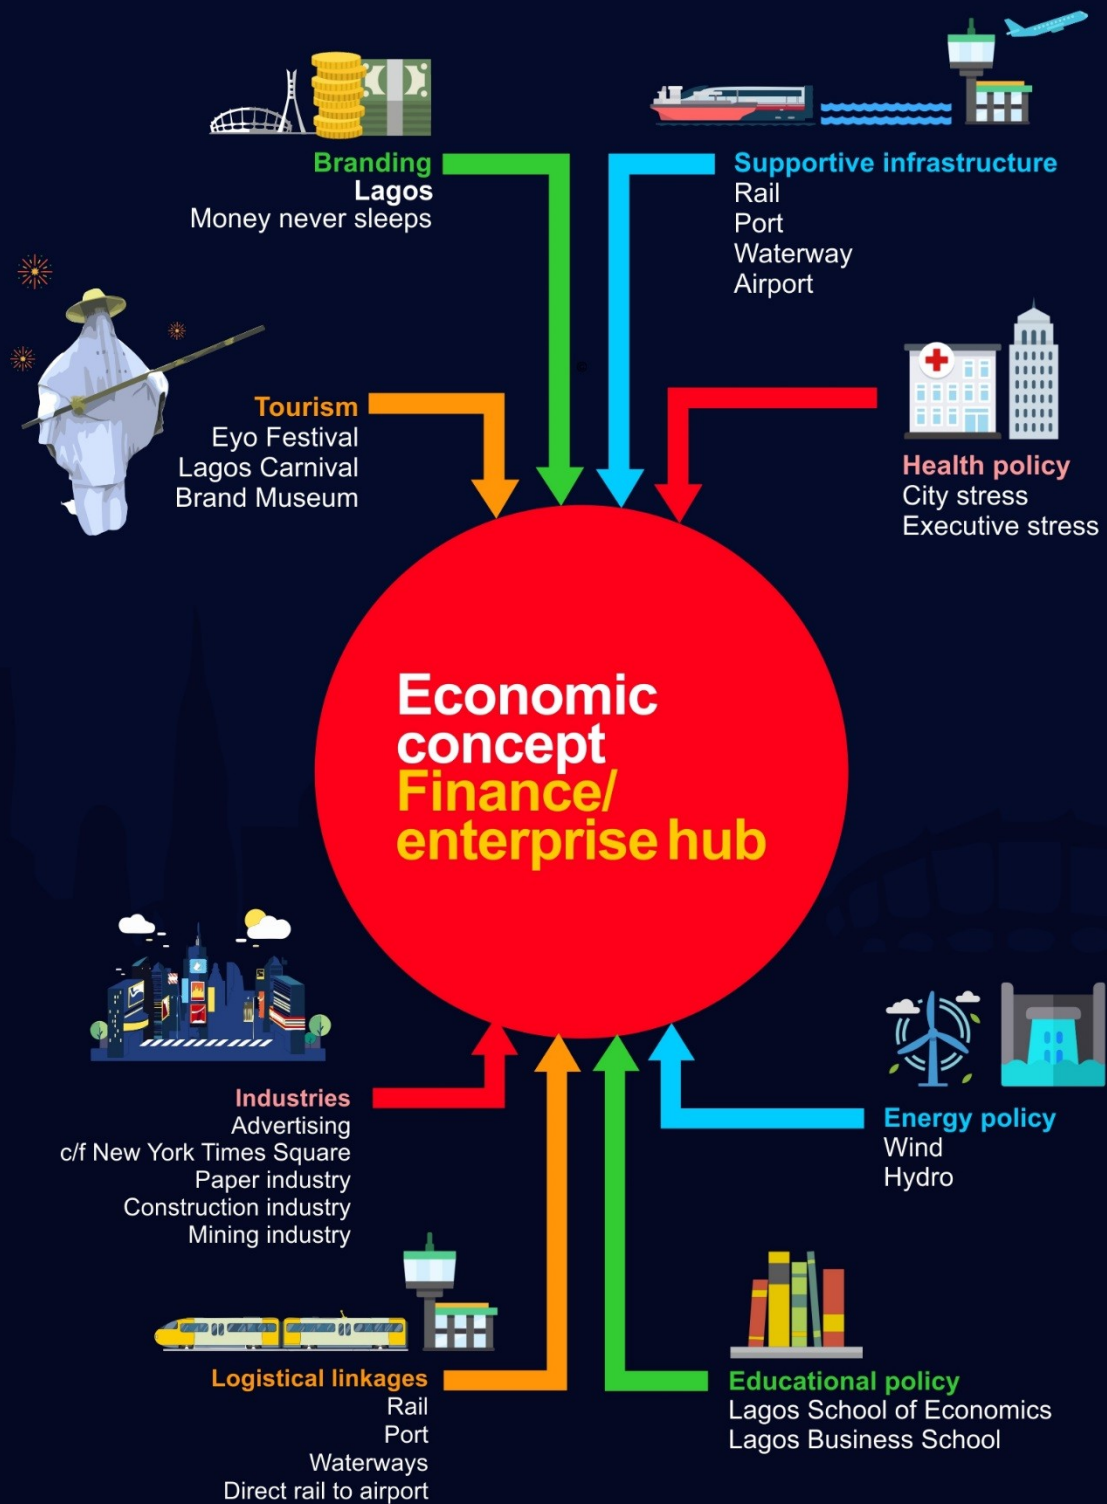 Branding
Lagos
Money never sleeps
Supportive infrastructure
Rail
Port
Waterway
Airport
Tourism
Eyo Festival
Lagos Carnival
Brand Museum
Health policy
City stress
Executive stress
Economic
concept
Finance/
enterprise hub
Industries
Advertising
c/f New York Times Square
Paper industry
Construction industry
Mining industry
Energy policy
Wind
Hydro
Logistical linkages
Rail
Port
Waterways
Direct rail to airport
Educational policy
Lagos School of Economics
Lagos Business School